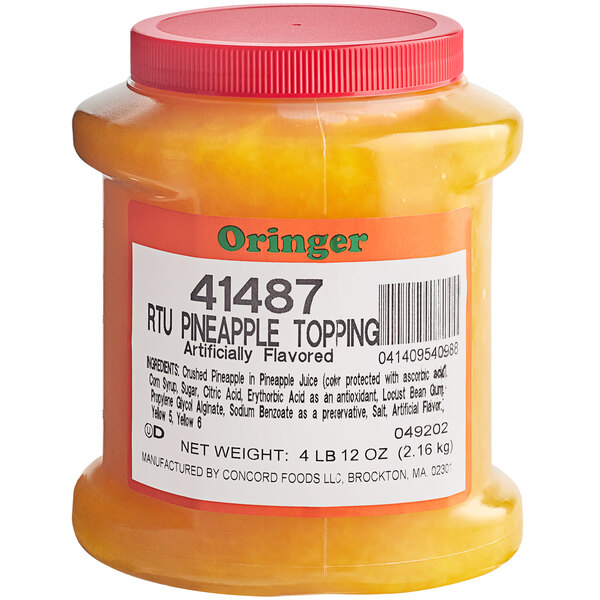 Oringer
41487
RTU PINEAPPLE TOPPING
Artificially Flavored
041409540988
INGREDIENTS: Crushed Pineapple in Pineapple Juice (color protected with ascorbic acid),
Corn Syrup, Sugar, Citric Acid, Erythorbic Acid as an antioxidant, Locust Bean Gum,
Propylene Glycol Alginate, Sodium Benzoate as a preservative, Salt, Artificial Flavor,
Yellow 5, Yellow 6
049202
UD
NET WEIGHT: 4 LB 12 OZ (2.16 kg)
MANUFACTURED BY CONCORD FOODS LLC, BROCKTON, MA. 02301